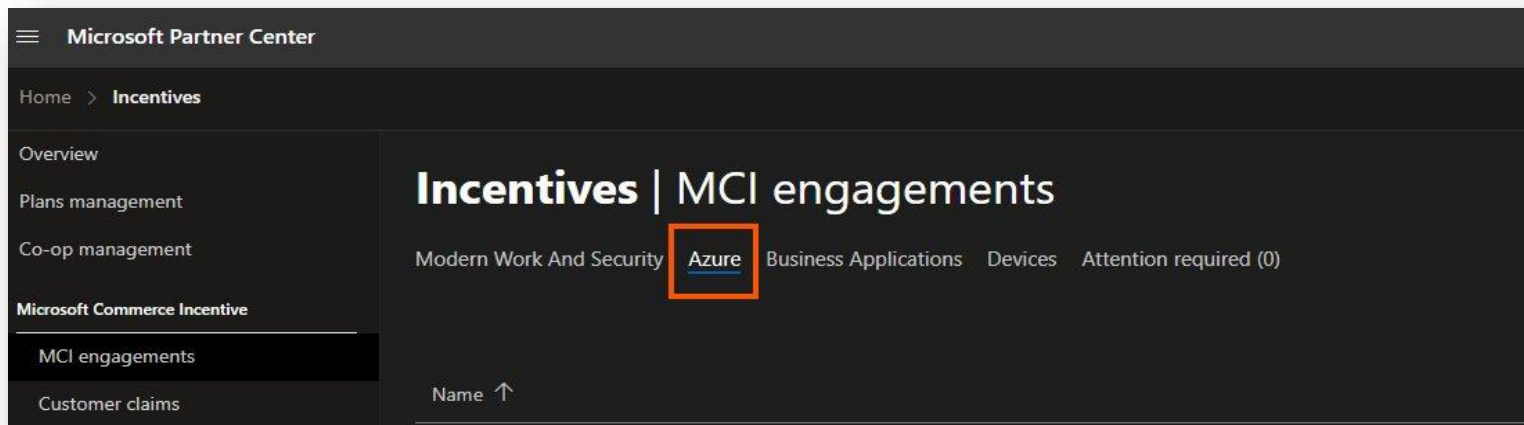 Microsoft Partner Center
Home > Incentives
Overview
Plans management
Co-op management
Microsoft Commerce Incentive
MCI engagements
Customer claims
Incentives | MCI engagements
Modern Work And Security Azure Business Applications Devices Attention required (0)
Name ↑